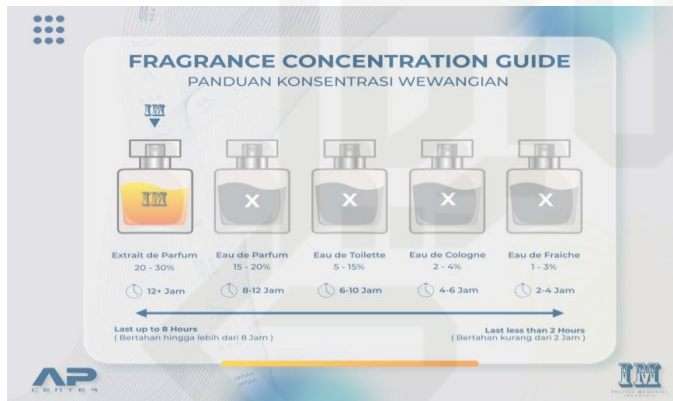 FRAGRANCE CONCENTRATION GUIDE
PANDUAN KONSENTRASI WEWANGIAN
IM
IM X X X X
Extrait de Parfum Eau de Parfum Eau de Toilette Eau de Cologne Eau de Fraiche
20 - 30% 15 - 20% 5 - 15% 2 - 4% 1 - 3%
12+ Jam 8-12 Jam 6-10 Jam 4-6 Jam 2-4 Jam
Last up to 8 Hours Last less than 2 Hours
( Bertahan hingga lebih dari 8 Jam ) ( Bertahan kurang dari 2 Jam )
AP IM
CENTER